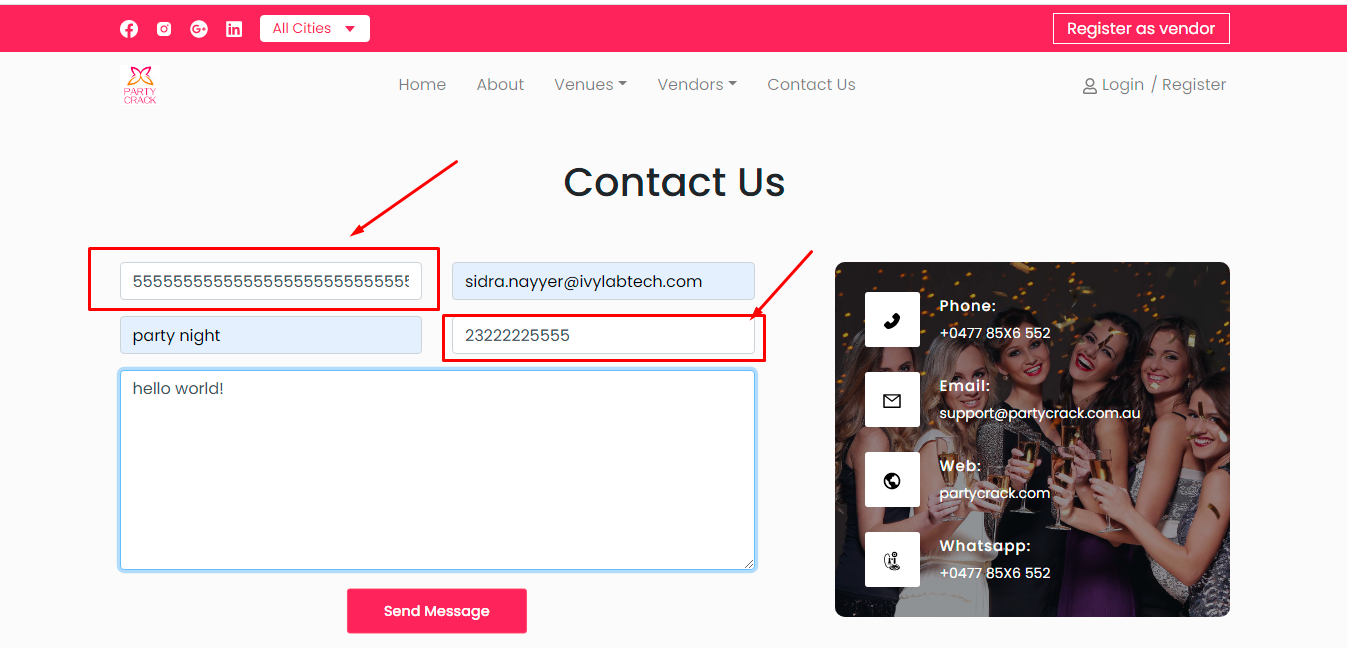 All Cities
Register as vendor
PARTY
CRACK
Home About Venues Vendors Contact Us Login / Register
Contact Us
5555555555555555555555555555
sidra.nayyer@ivylabtech.com
party night
23222225555
hello world!
Send Message
Phone:
+0477 85X6 552
Email:
support@partycrack.com.au
Web:
partycrack.com
Whatsapp:
+0477 85X6 552